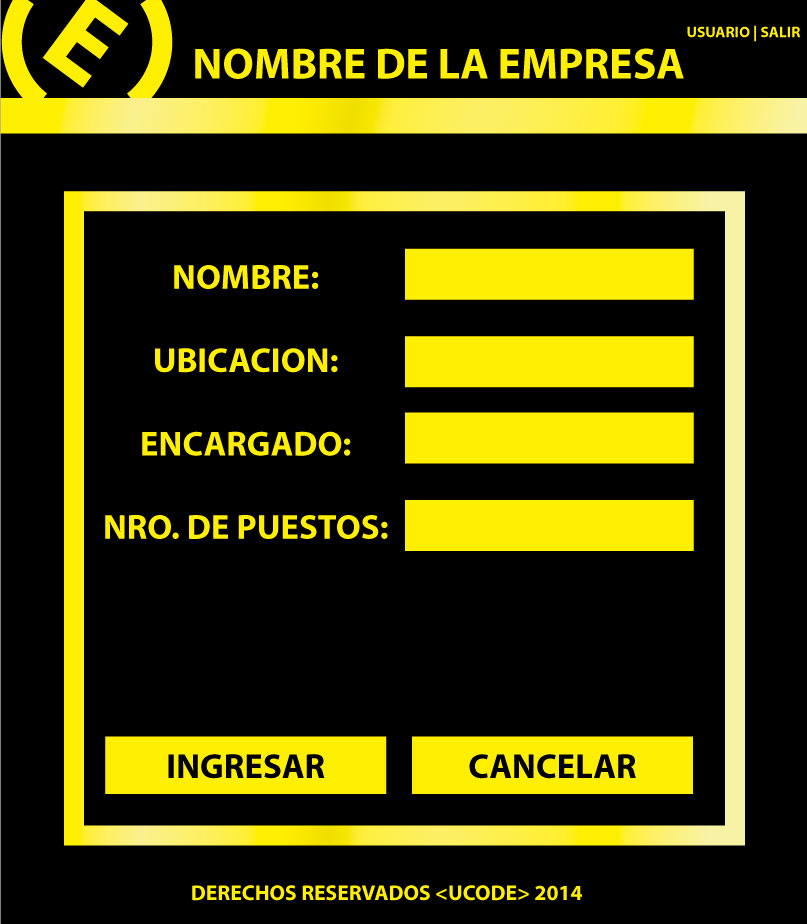 (E)
USUARIO | SALIR
NOMBRE DE LA EMPRESA
NOMBRE:
UBICACION:
ENCARGADO:
NRO. DE PUESTOS:
INGRESAR
CANCELAR
DERECHOS RESERVADOS <UCODE> 2014